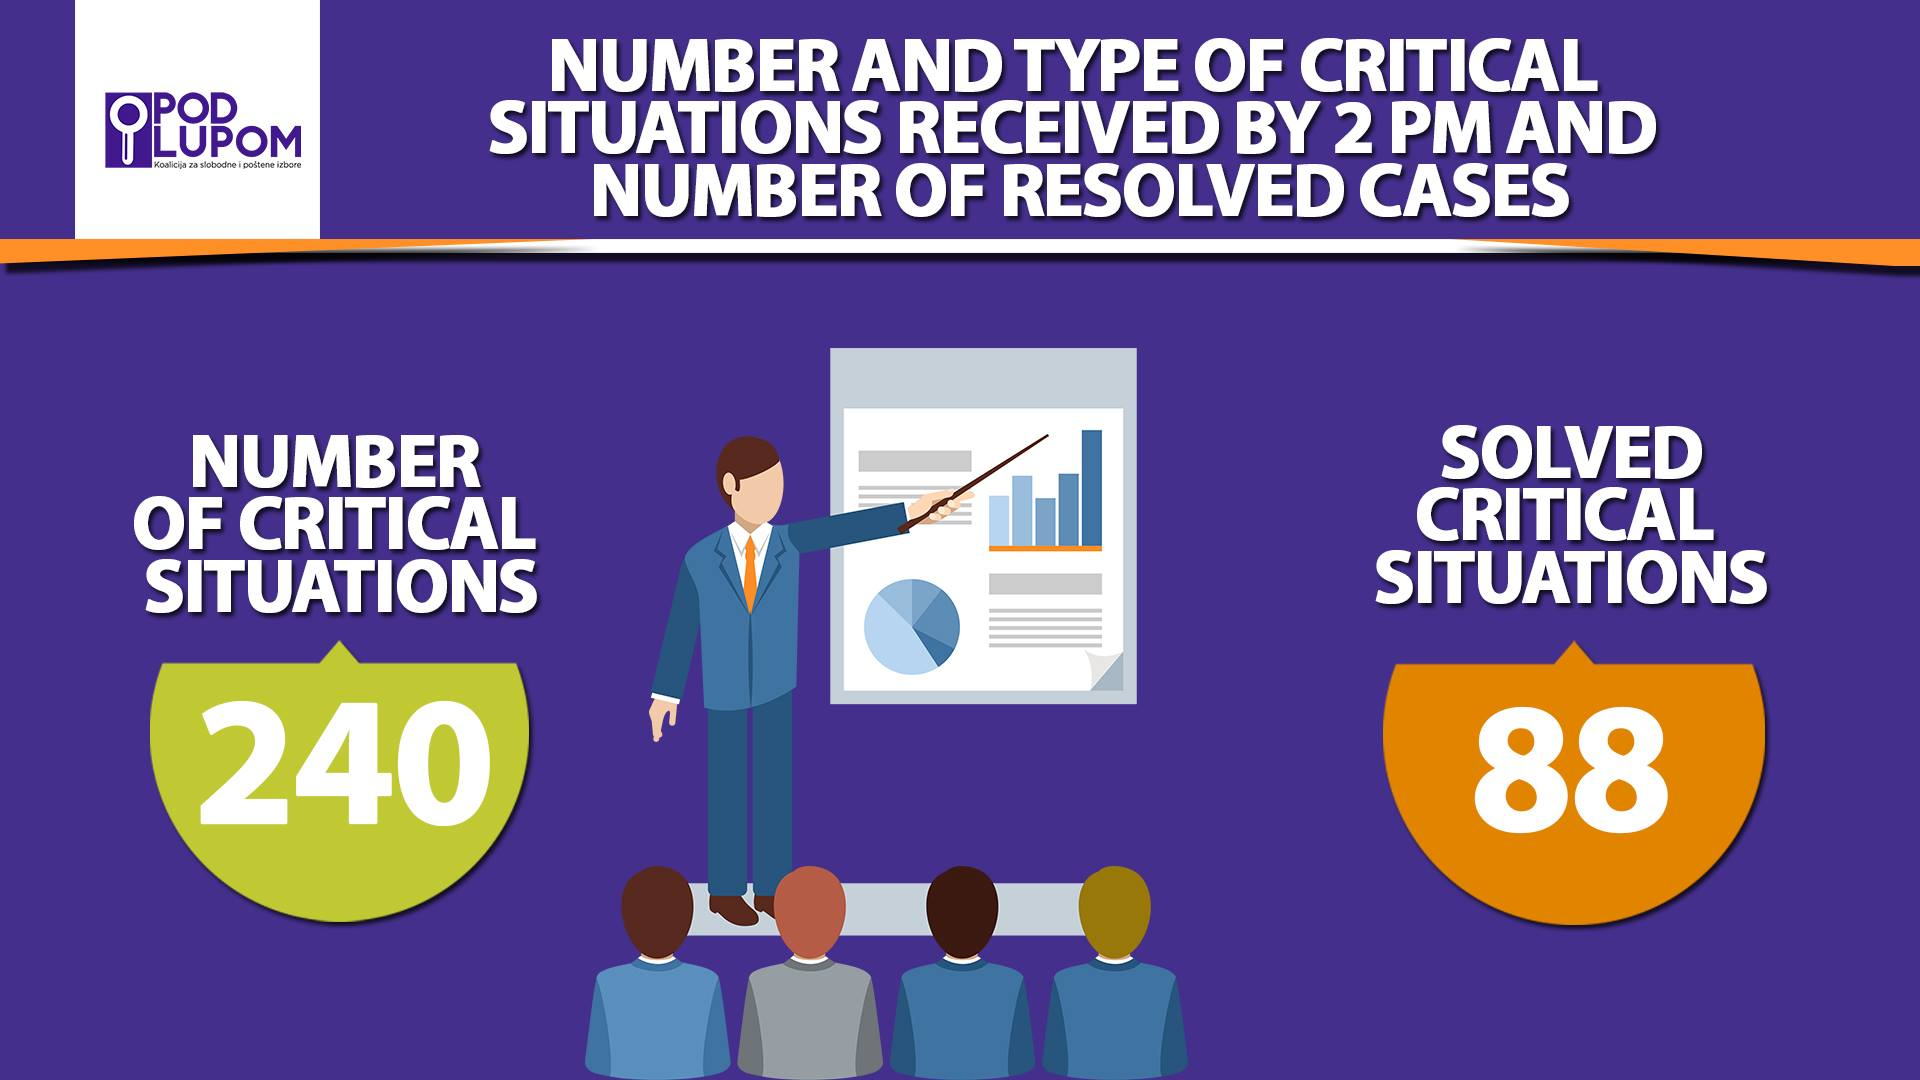 POD
LUPOM
Koalicija za slobodne i poštene izbore
NUMBER AND TYPE OF CRITICAL
SITUATIONS RECEIVED BY 2 PM AND
NUMBER OF RESOLVED CASES
NUMBER
OF CRITICAL
SITUATIONS
240
SOLVED
CRITICAL
SITUATIONS
88